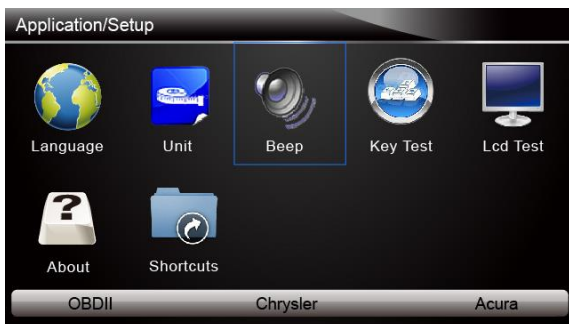 Application/Setup
Language Unit Beep Key Test Lcd Test
?
About Shortcuts
OBDII Chrysler Acura